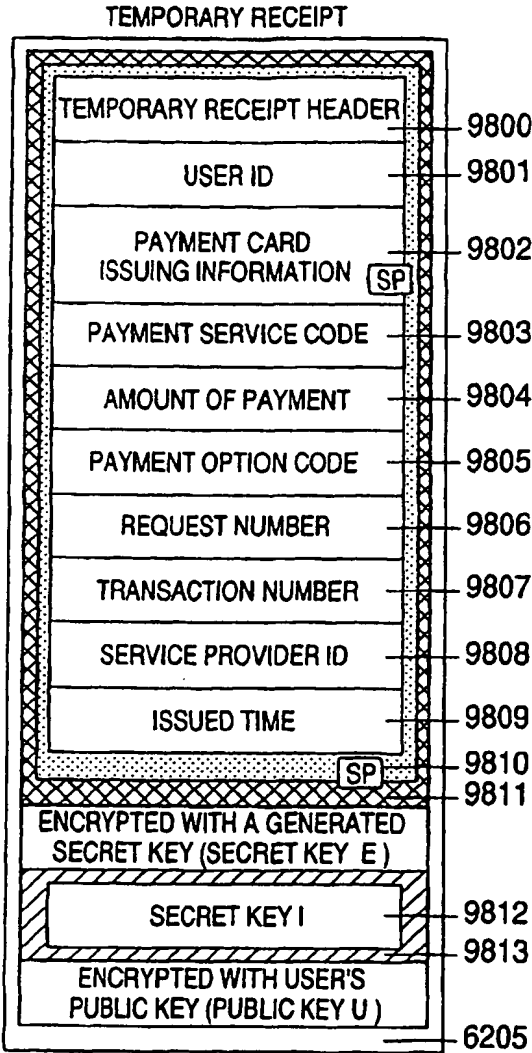 TEMPORARY RECEIPT
TEMPORARY RECEIPT HEADER
9800
USER ID
9801
PAYMENT CARD
ISSUING INFORMATION
SP
9802
PAYMENT SERVICE CODE
9803
AMOUNT OF PAYMENT
9804
PAYMENT OPTION CODE
9805
REQUEST NUMBER
9806
TRANSACTION NUMBER
9807
SERVICE PROVIDER ID
9808
ISSUED TIME
9809
SP
9810
9811
ENCRYPTED WITH A GENERATED
SECRET KEY (SECRET KEY E)
SECRET KEY I
9812
9813
ENCRYPTED WITH USER'S
PUBLIC KEY (PUBLIC KEY U)
6205